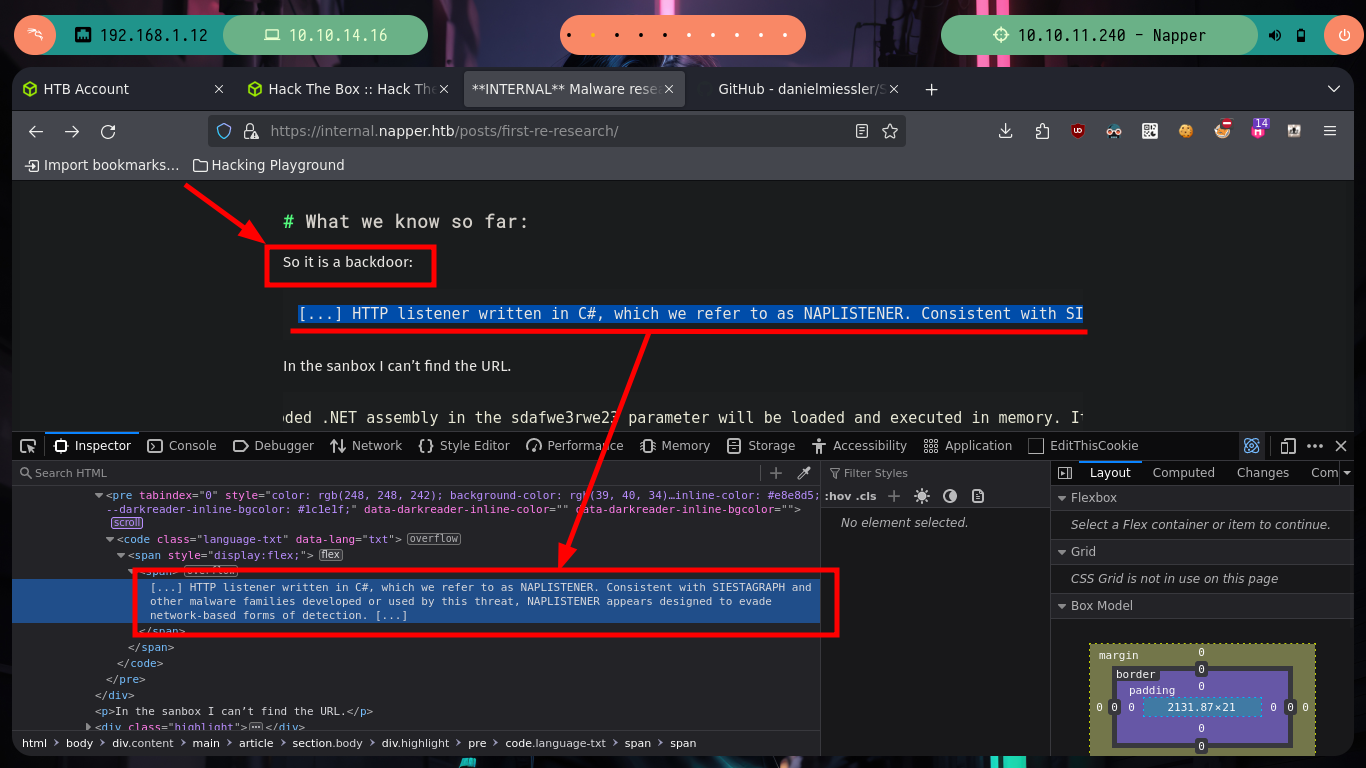 192.168.1.12
10.10.14.16
10.10.11.240 - Napper
HTB Account
Hack The Box :: Hack The
**INTERNAL** Malware rese
GitHub - danielmiessler/S
https://internal.napper.htb/posts/first-re-research/
14
Import bookmarks...
Hacking Playground
# What we know so far:
So it is a backdoor:
[...] HTTP listener written in C#, which we refer to as NAPLISTENER. Consistent with SI
In the sanbox I can’t find the URL.
oded .NET assembly in the sdafwe3rwe23 parameter will be loaded and executed in memory. It
Inspector
Console
Debugger
Network
Style Editor
Performance
Memory
Storage
Accessibility
Application
EditThisCookie
Search HTML
Filter Styles
Layout
Computed
Changes
Com
:hov .cls
<pre tabindex="0" style="color: rgb(248, 248, 242); background-color: rgb(39, 40, 34)…inline-color: #e8e8d5;
--darkreader-inline-bgcolor: #1c1e1f;" data-darkreader-inline-color="" data-darkreader-inline-bgcolor="">
scroll
<code class="language-txt" data-lang="txt"> overflow
<span style="display:flex;"> flex
<span> overflow
[...] HTTP listener written in C#, which we refer to as NAPLISTENER. Consistent with SIESTAGRAPH and
other malware families developed or used by this threat, NAPLISTENER appears designed to evade
network-based forms of detection. [...]
</span>
</span>
</code>
</pre>
</div>
<p>In the sanbox I can’t find the URL.</p>
<div class="highlight"> </div>
html > body > div.content > main > article > section.body > div.highlight > pre > code.language-txt > span > span
No element selected.
Flexbox
Select a Flex container or item to continue.
Grid
CSS Grid is not in use on this page
Box Model
margin
0
border
0
padding
0
0 0 0 2131.87×21 0 0 0
0
0